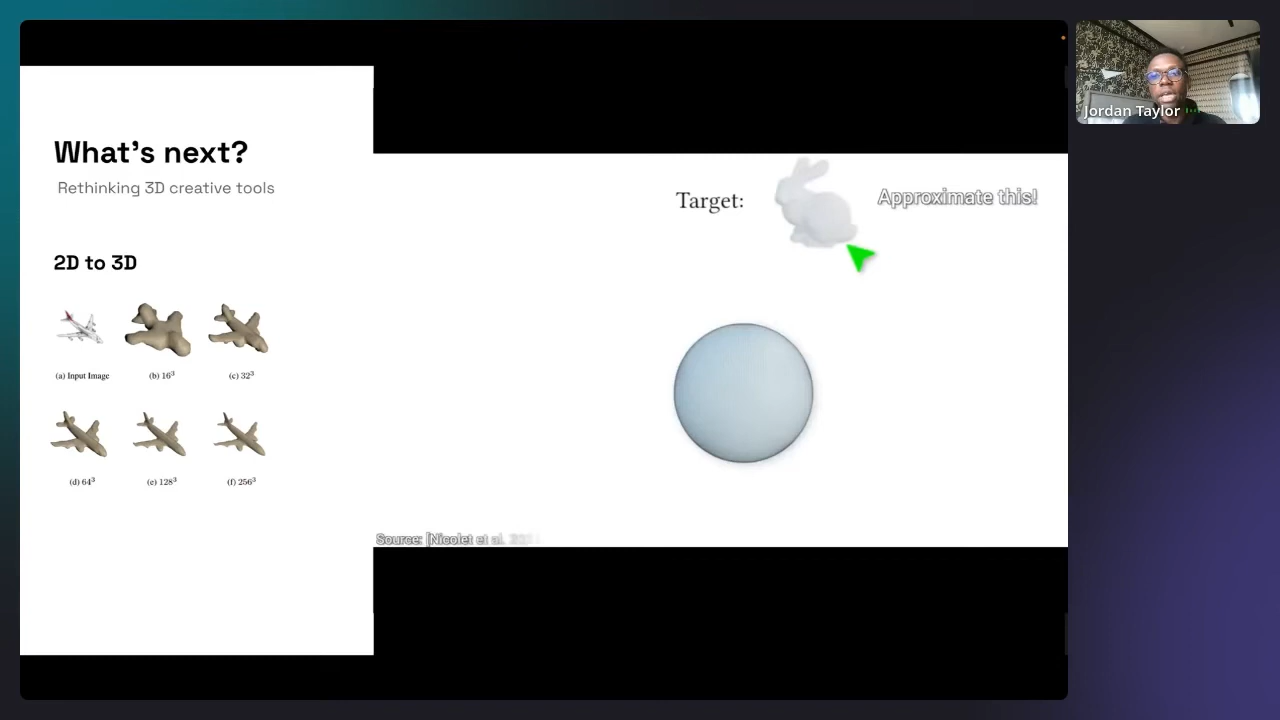 What's next?
Rethinking 3D creative tools
2D to 3D
(a) Input Image
(b) 16³
(c) 32³
(d) 64³
(e) 128³
(f) 256³
Target:
Approximate this!
Source: [Nicolet et al.
Jordan Taylor